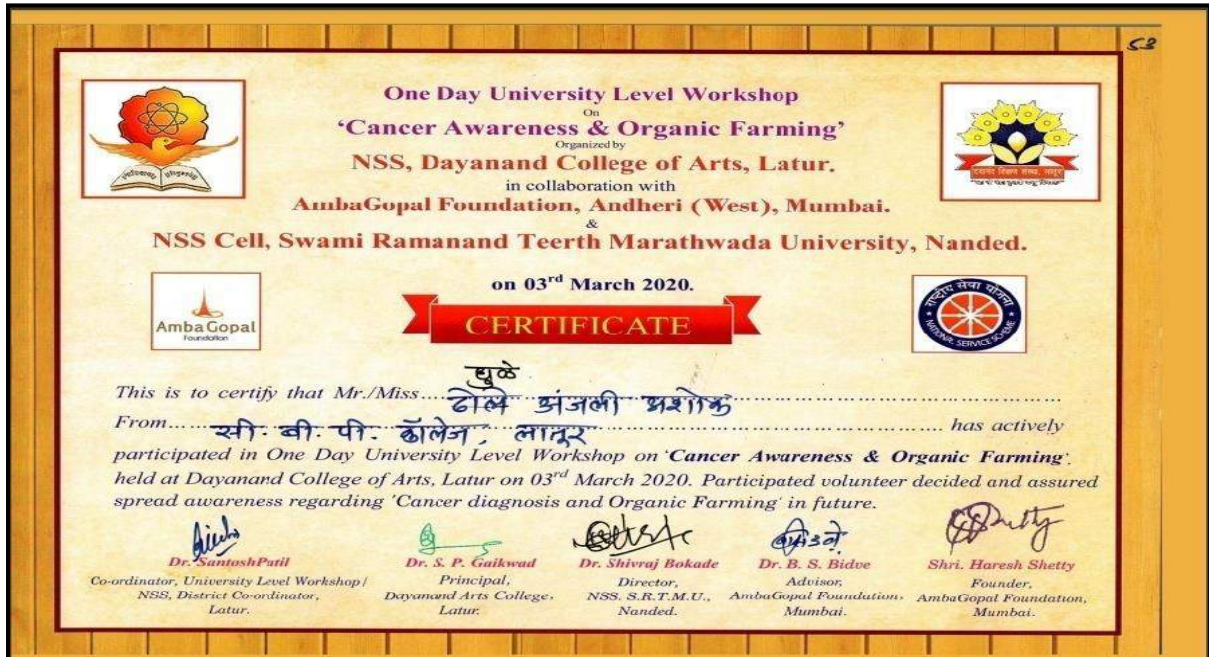 53
One Day University Level Workshop
On
'Cancer Awareness & Organic Farming'
Organized by
NSS, Dayanand College of Arts, Latur.
in collaboration with
AmbaGopal Foundation, Andheri (West), Mumbai.
&
NSS Cell, Swami Ramanand Teerth Marathwada University, Nanded.
दयानंद शिक्षण संस्था, लातूर
on 03rd March 2020.
AmbaGopal
Foundation
CERTIFICATE
राष्ट्रीय सेवा योजना
NATIONAL SERVICE SCHEME
धुळे
This is to certify that Mr./Miss.... ढोले अंजली अशोक
From...... सी. बी. पी. कॉलेज, लातूर .... has actively
participated in One Day University Level Workshop on 'Cancer Awareness & Organic Farming'.
held at Dayanand College of Arts, Latur on 03rd March 2020. Participated volunteer decided and assured
spread awareness regarding 'Cancer diagnosis and Organic Farming' in future.
Dr. SantoshPatil Dr. S. P. Gaikwad Dr. Shivraj Bokade Dr. B. S. Bidve Shri. Haresh Shetty
Co-ordinator, University Level Workshop/ Principal, Director, Advisor, Founder,
NSS, District Co-ordinator, Dayanand Arts College, NSS. S.R.T.M.U., AmbaGopal Foundation, AmbaGopal Foundation,
Latur. Latur. Nanded. Mumbai. Mumbai.